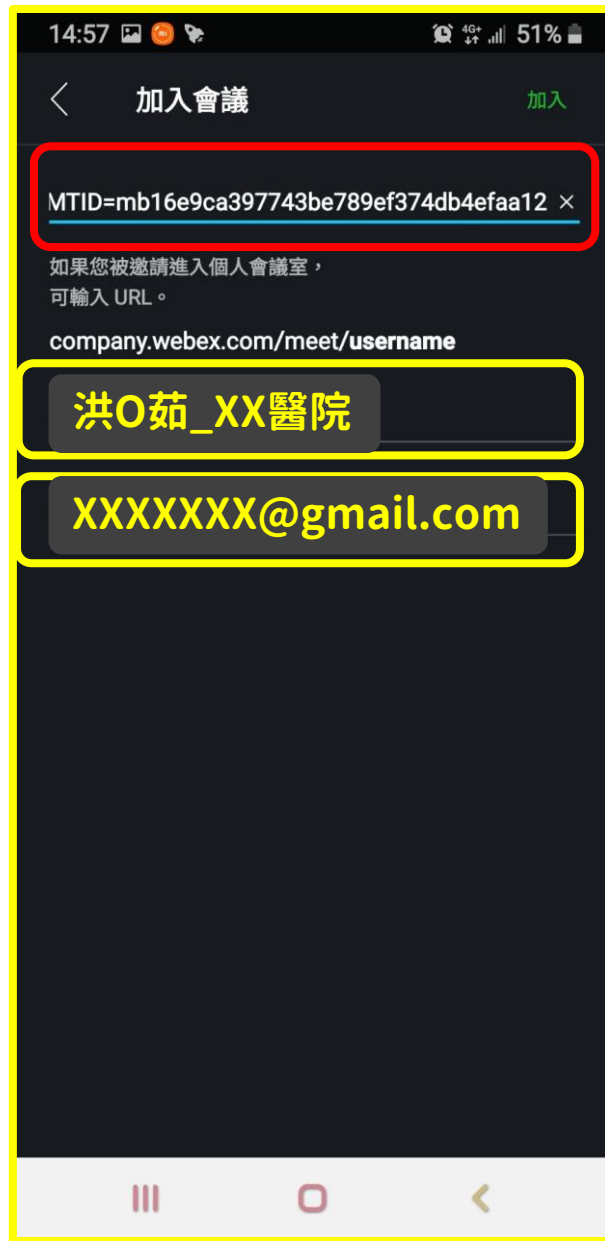 14:57 4G+ 51%
加入會議 加入
MTID=mb16e9ca397743be789ef374db4efaa12 ×
如果您被邀請進入個人會議室，
可輸入 URL。
company.webex.com/meet/username
洪O茹_XX醫院
XXXXXXX@gmail.com